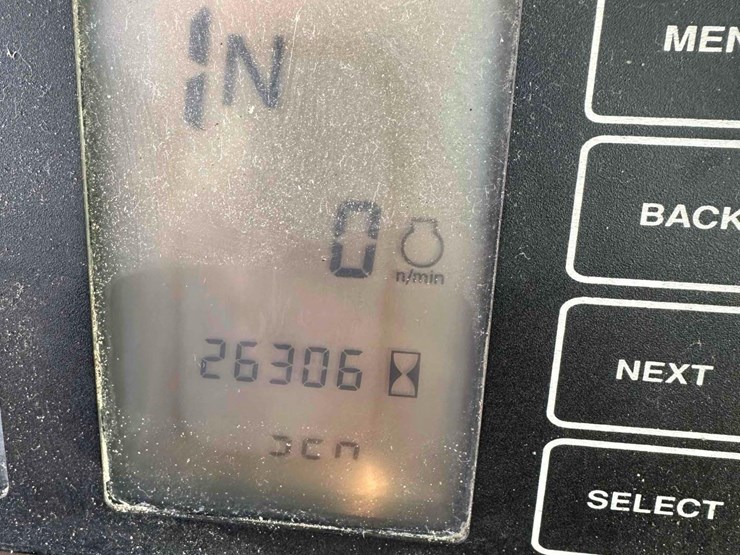 1N
0
n/min
26306
MEN
BACK
NEXT
SELECT